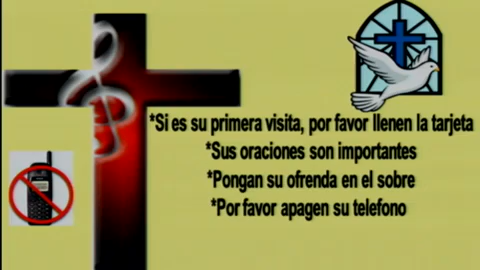 *Si es su primera visita, por favor llenen la tarjeta
*Sus oraciones son importantes
*Pongan su ofrenda en el sobre
*Por favor apagen su telefono